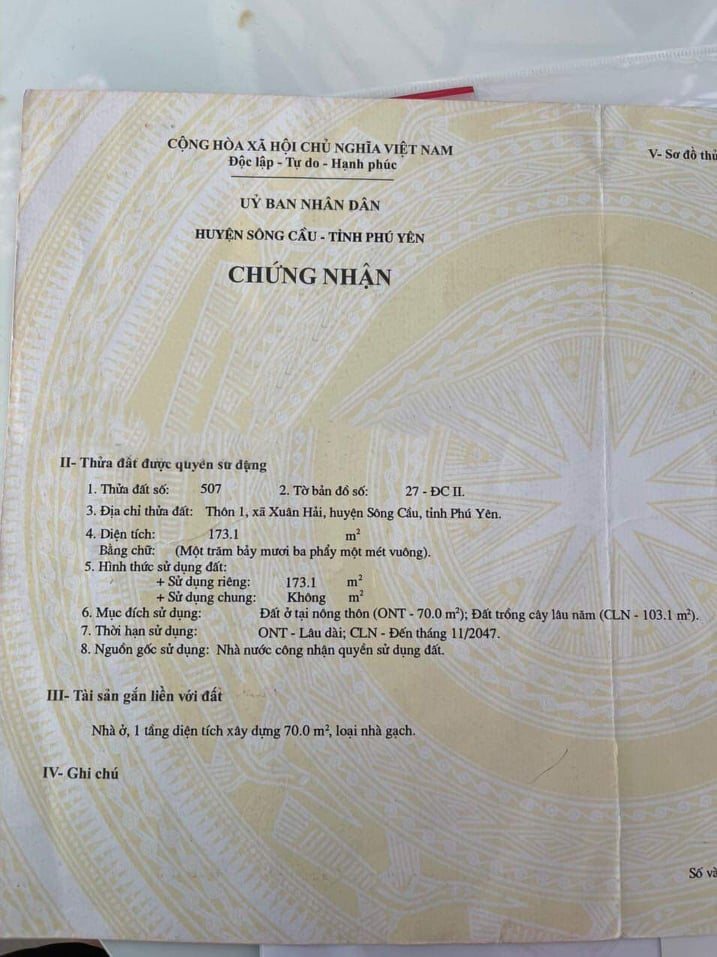 CỘNG HÒA XÃ HỘI CHỦ NGHĨA VIỆT NAM
Độc lập - Tự do - Hạnh phúc
UỶ BAN NHÂN DÂN
HUYỆN SÔNG CẦU - TỈNH PHÚ YÊN
CHỨNG NHẬN
V- Sơ đồ thử
II- Thửa đất được quyền sử dụng
1. Thửa đất số: 507 2. Tờ bản đồ số: 27 - ĐC II.
3. Địa chỉ thửa đất: Thôn 1, xã Xuân Hải, huyện Sông Cầu, tỉnh Phú Yên.
4. Diện tích: 173.1 m²
Bằng chữ: (Một trăm bảy mươi ba phẩy một mét vuông).
5. Hình thức sử dụng đất:
+ Sử dụng riêng: 173.1 m²
+ Sử dụng chung: Không m²
6. Mục đích sử dụng: Đất ở tại nông thôn (ONT - 70.0 m²); Đất trồng cây lâu năm (CLN - 103.1 m²).
7. Thời hạn sử dụng: ONT - Lâu dài; CLN - Đến tháng 11/2047.
8. Nguồn gốc sử dụng: Nhà nước công nhận quyền sử dụng đất.
III- Tài sản gắn liền với đất
Nhà ở, 1 tầng diện tích xây dựng 70.0 m², loại nhà gạch.
IV- Ghi chú
Số và